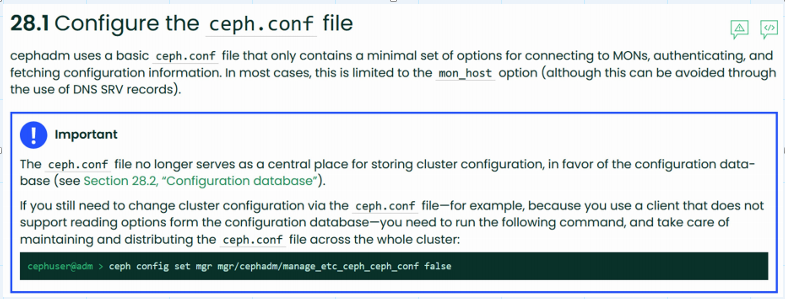 28.1 Configure the ceph.conf file
cephadm uses a basic ceph.conf file that only contains a minimal set of options for connecting to MONs, authenticating, and
fetching configuration information. In most cases, this is limited to the mon_host option (although this can be avoided through
the use of DNS SRV records).
Important
The ceph.conf file no longer serves as a central place for storing cluster configuration, in favor of the configuration data-
base (see Section 28.2, “Configuration database”).
If you still need to change cluster configuration via the ceph.conf file—for example, because you use a client that does not
support reading options form the configuration database—you need to run the following command, and take care of
maintaining and distributing the ceph.conf file across the whole cluster:
cephuser@adm > ceph config set mgr mgr/cephadm/manage_etc_ceph_ceph_conf false